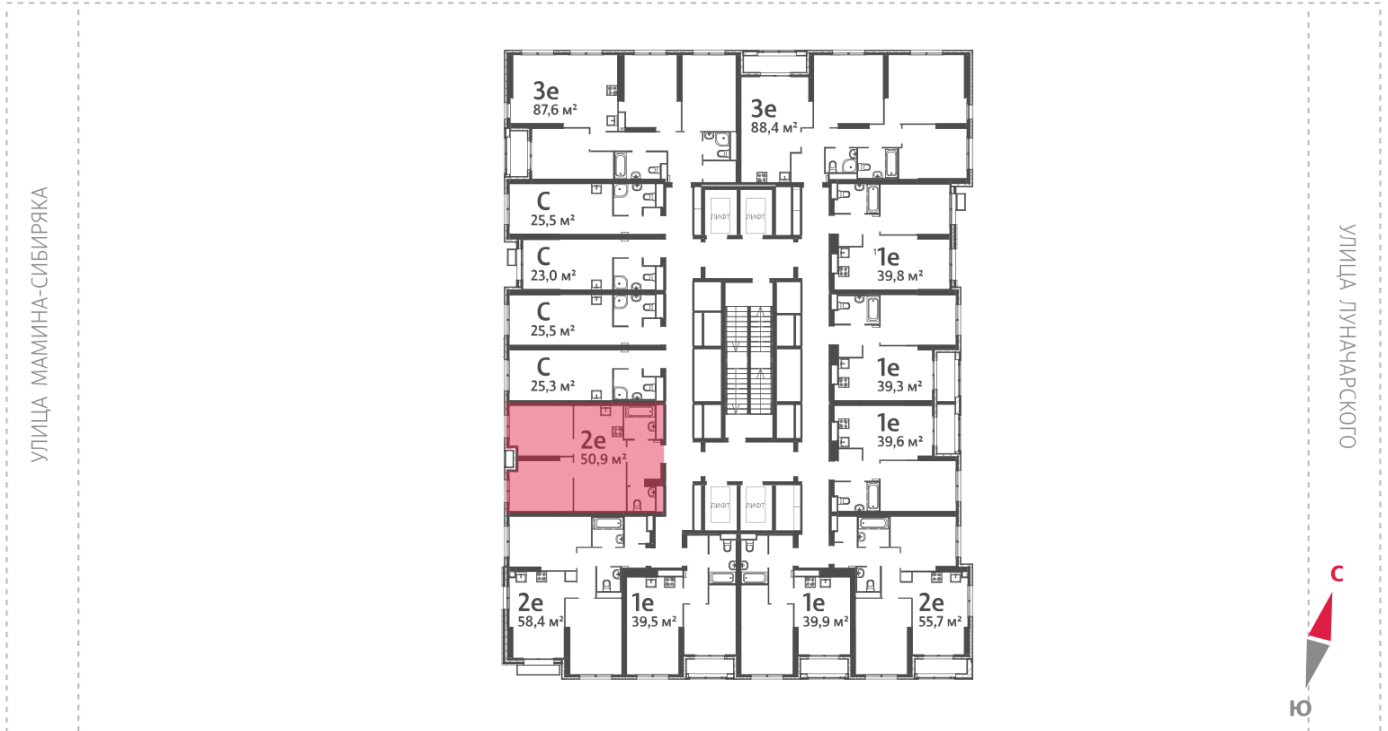 УЛИЦА МАМИНА-СИБИРЯКА
3е
87,6 м²
3е
88,4 м²
С
25,5 м²
ЛИФТ
ЛИФТ
С
23,0 м²
1е
39,8 м²
С
25,5 м²
С
25,3 м²
1е
39,3 м²
2е
50,9 м²
1е
39,6 м²
ЛИФТ
ЛИФТ
2е
58,4 м²
1е
39,5 м²
1е
39,9 м²
2е
55,7 м²
УЛИЦА ЛУНАЧАРСКОГО
С
Ю